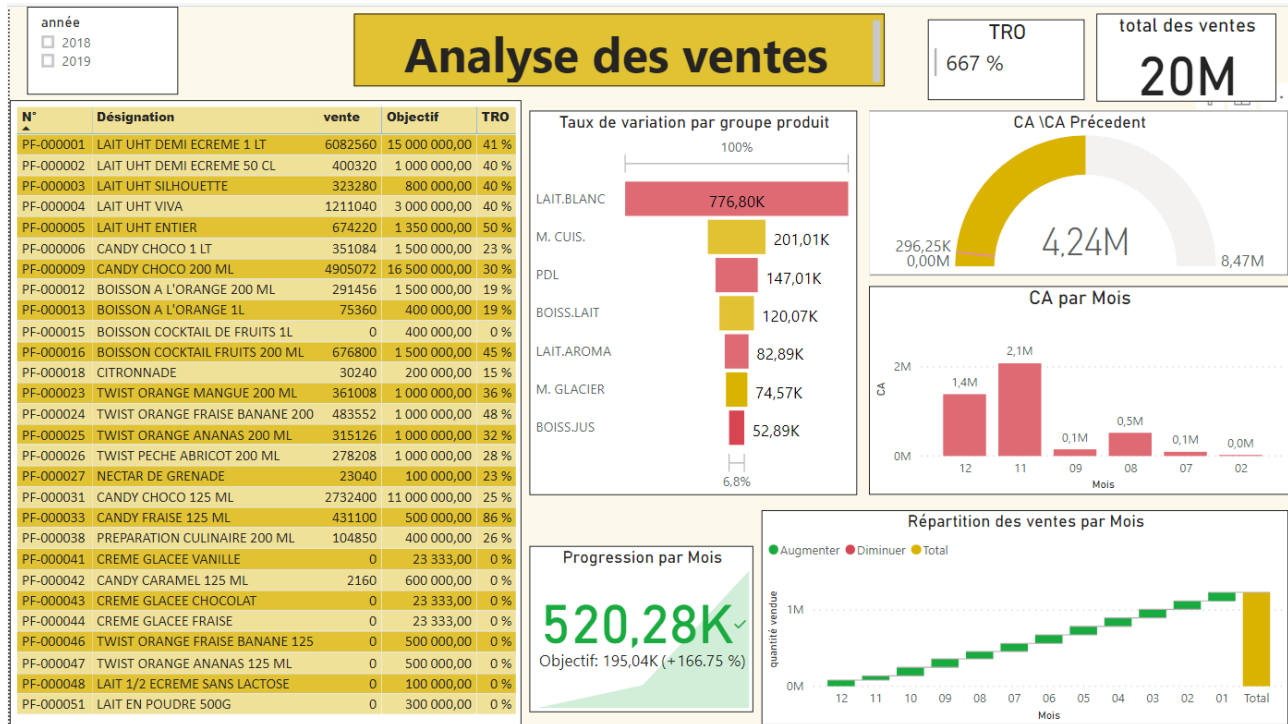 année
2018
2019
Analyse des ventes
TRO
667 %
total des ventes
20M
N° Désignation vente Objectif TRO
PF-000001 LAIT UHT DEMI ECREME 1 LT 6082560 15 000 000,00 41 %
PF-000002 LAIT UHT DEMI ECREME 50 CL 400320 1 000 000,00 40 %
PF-000003 LAIT UHT SILHOUETTE 323280 800 000,00 40 %
PF-000004 LAIT UHT VIVA 1211040 3 000 000,00 40 %
PF-000005 LAIT UHT ENTIER 674220 1 350 000,00 50 %
PF-000006 CANDY CHOCO 1 LT 351084 1 500 000,00 23 %
PF-000009 CANDY CHOCO 200 ML 4905072 16 500 000,00 30 %
PF-000012 BOISSON A L'ORANGE 200 ML 291456 1 500 000,00 19 %
PF-000013 BOISSON A L'ORANGE 1L 75360 400 000,00 19 %
PF-000015 BOISSON COCKTAIL DE FRUITS 1L 0 400 000,00 0 %
PF-000016 BOISSON COCKTAIL FRUITS 200 ML 676800 1 500 000,00 45 %
PF-000018 CITRONNADE 30240 200 000,00 15 %
PF-000023 TWIST ORANGE MANGUE 200 ML 361008 1 000 000,00 36 %
PF-000024 TWIST ORANGE FRAISE BANANE 200 483552 1 000 000,00 48 %
PF-000025 TWIST ORANGE ANANAS 200 ML 315126 1 000 000,00 32 %
PF-000026 TWIST PECHE ABRICOT 200 ML 278208 1 000 000,00 28 %
PF-000027 NECTAR DE GRENADE 23040 100 000,00 23 %
PF-000031 CANDY CHOCO 125 ML 2732400 11 000 000,00 25 %
PF-000033 CANDY FRAISE 125 ML 431100 500 000,00 86 %
PF-000038 PREPARATION CULINAIRE 200 ML 104850 400 000,00 26 %
PF-000041 CREME GLACEE VANILLE 0 23 333,00 0 %
PF-000042 CANDY CARAMEL 125 ML 2160 600 000,00 0 %
PF-000043 CREME GLACEE CHOCOLAT 0 23 333,00 0 %
PF-000044 CREME GLACEE FRAISE 0 23 333,00 0 %
PF-000046 TWIST ORANGE FRAISE BANANE 125 0 500 000,00 0 %
PF-000047 TWIST ORANGE ANANAS 125 ML 0 500 000,00 0 %
PF-000048 LAIT 1/2 ECREME SANS LACTOSE 0 100 000,00 0 %
PF-000051 LAIT EN POUDRE 500G 0 300 000,00 0 %
Taux de variation par groupe produit
100%
LAIT.BLANC 776,80K
M. CUIS. 201,01K
PDL 147,01K
BOISS.LAIT 120,07K
LAIT.AROMA 82,89K
M. GLACIER 74,57K
BOISS.JUS 52,89K
6,8%
CA \CA Précedent
296,25K
0,00M
4,24M
8,47M
CA par Mois
CA
2M
0M
1,4M
2,1M
0,1M
0,5M
0,1M
0,0M
12 11 09 08 07 02
Mois
Progression par Mois
520,28K
Objectif: 195,04K (+166.75 %)
Répartition des ventes par Mois
Augmenter Diminuer Total
quantité vendue
1M
0M
12 11 10 09 08 07 06 05 04 03 02 01 Total
Mois